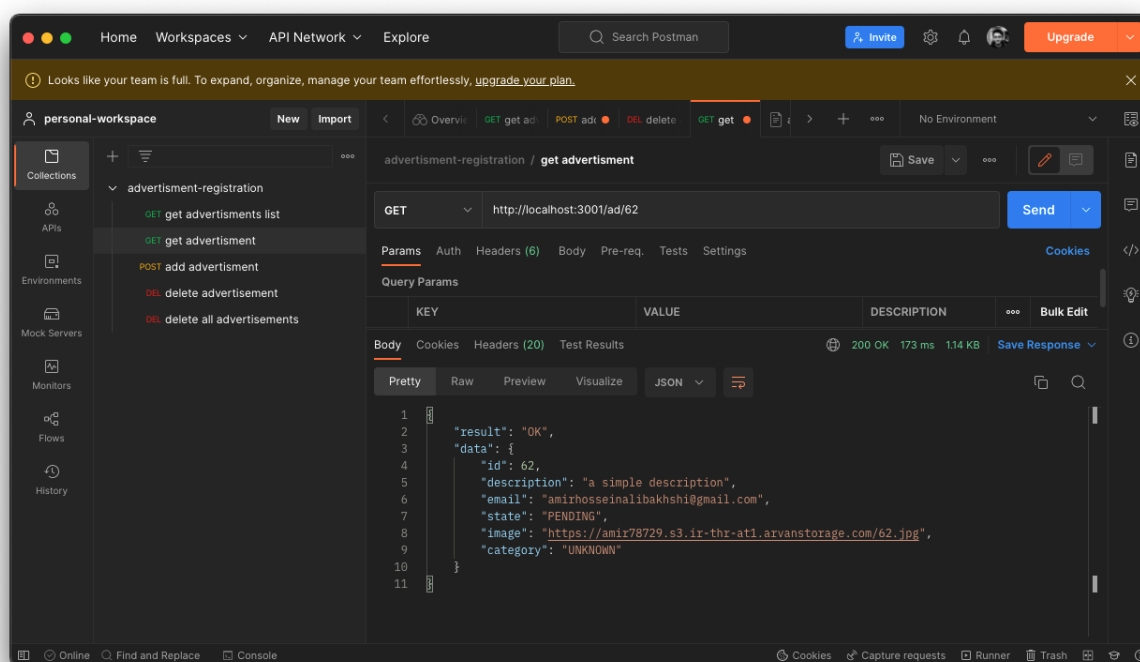 Home Workspaces API Network Explore Search Postman Invite Upgrade
Looks like your team is full. To expand, organize, manage your team effortlessly, upgrade your plan.
personal-workspace New Import
Overvie GET get ad POST add DEL delete GET get No Environment
Collections
APIs
Environments
Mock Servers
Monitors
Flows
History
advertisment-registration
GET get advertisments list
GET get advertisment
POST add advertisment
DEL delete advertisement
DEL delete all advertisements
advertisment-registration / get advertisment Save
GET http://localhost:3001/ad/62 Send
Params Auth Headers (6) Body Pre-req. Tests Settings Cookies
Query Params
KEY VALUE DESCRIPTION Bulk Edit
Body Cookies Headers (20) Test Results 200 OK 173 ms 1.14 KB Save Response
Pretty Raw Preview Visualize JSON
1 {
2 "result": "OK",
3 "data": {
4 "id": 62,
5 "description": "a simple description",
6 "email": "amirhosseinalibakhshi@gmail.com",
7 "state": "PENDING",
8 "image": "https://amir78729.s3.ir-thr-at1.arvanstorage.com/62.jpg",
9 "category": "UNKNOWN"
10 }
11 }
Online Find and Replace Console Cookies Capture requests Runner Trash